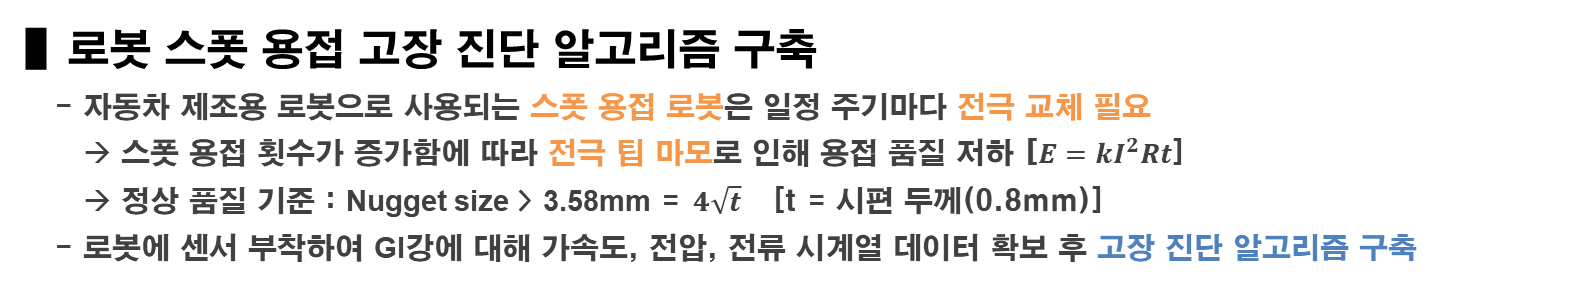 ▌ 로봇 스폿 용접 고장 진단 알고리즘 구축
- 자동차 제조용 로봇으로 사용되는 스폿 용접 로봇은 일정 주기마다 전극 교체 필요
→ 스폿 용접 횟수가 증가함에 따라 전극 팁 마모로 인해 용접 품질 저하 [E = kI²Rt]
→ 정상 품질 기준 : Nugget size > 3.58mm = 4√t [t = 시편 두께(0.8mm)]
- 로봇에 센서 부착하여 GI강에 대해 가속도, 전압, 전류 시계열 데이터 확보 후 고장 진단 알고리즘 구축